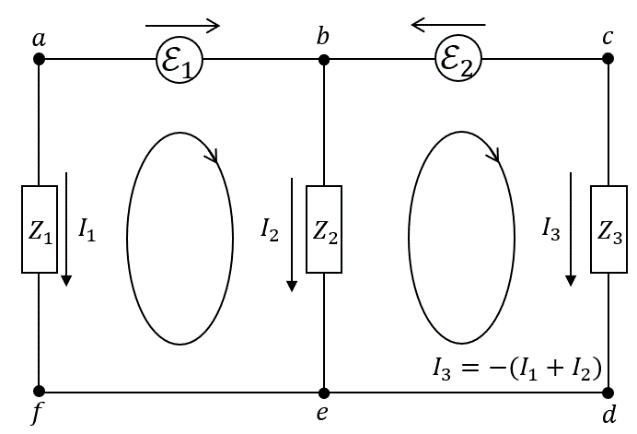 a
b
c
ℰ₁
ℰ₂
Z₁
I₁
I₂
Z₂
I₃
Z₃
I₃ = −(I₁ + I₂)
f
e
d